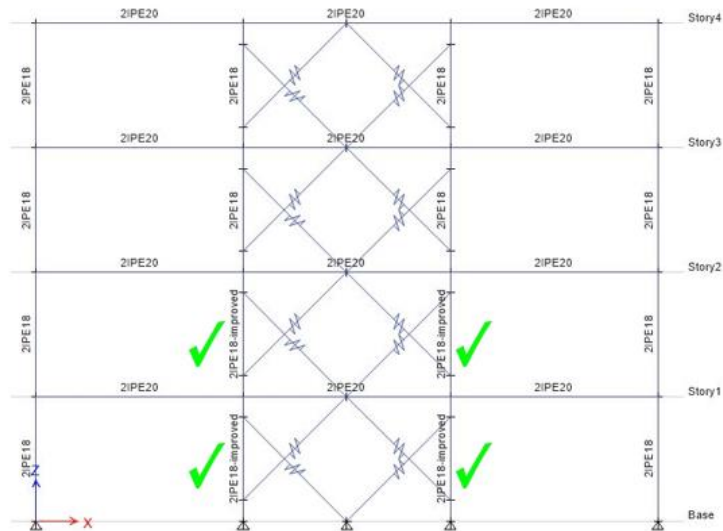 2IPE20 2IPE20 2IPE20 Story4
2IPE18 2IPE18 2IPE18 2IPE18
2IPE20 2IPE20 2IPE20 Story3
2IPE18 2IPE18 2IPE18 2IPE18
2IPE20 2IPE20 2IPE20 Story2
2IPE18 2IPE18-improved 2IPE18-improved 2IPE18
2IPE20 2IPE20 2IPE20 Story1
2IPE18 2IPE18-improved 2IPE18-improved 2IPE18
Z
X
Base